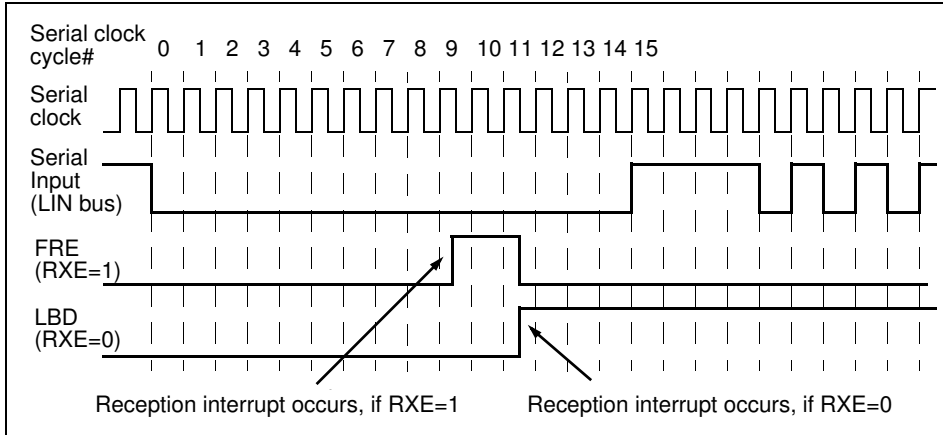 Serial clock
cycle#
0 1 2 3 4 5 6 7 8 9 10 11 12 13 14 15
Serial
clock
Serial
Input
(LIN bus)
FRE
(RXE=1)
LBD
(RXE=0)
Reception interrupt occurs, if RXE=1
Reception interrupt occurs, if RXE=0